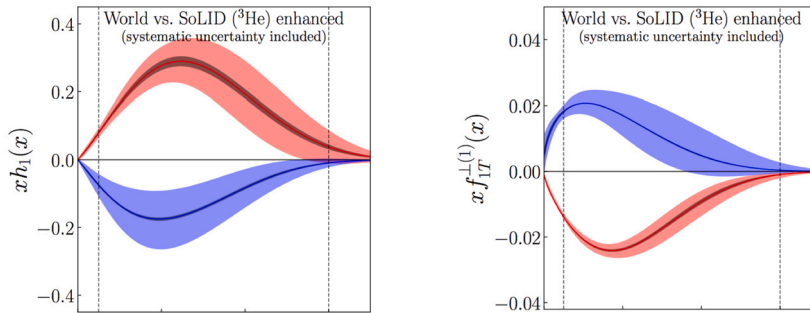 World vs. SoLID (³He) enhanced
(systematic uncertainty included)
0.4
0.2
0.0
−0.2
−0.4
xh₁(x)
World vs. SoLID (³He) enhanced
(systematic uncertainty included)
0.04
0.02
0.00
−0.02
−0.04
x f₁T^⊥(1)(x)